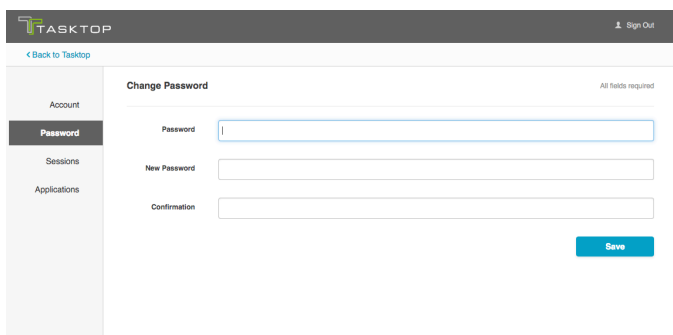 TASKTOP
Sign Out
Back to Tasktop
Change Password
All fields required
Account
Password
Sessions
Applications
Password
New Password
Confirmation
Save